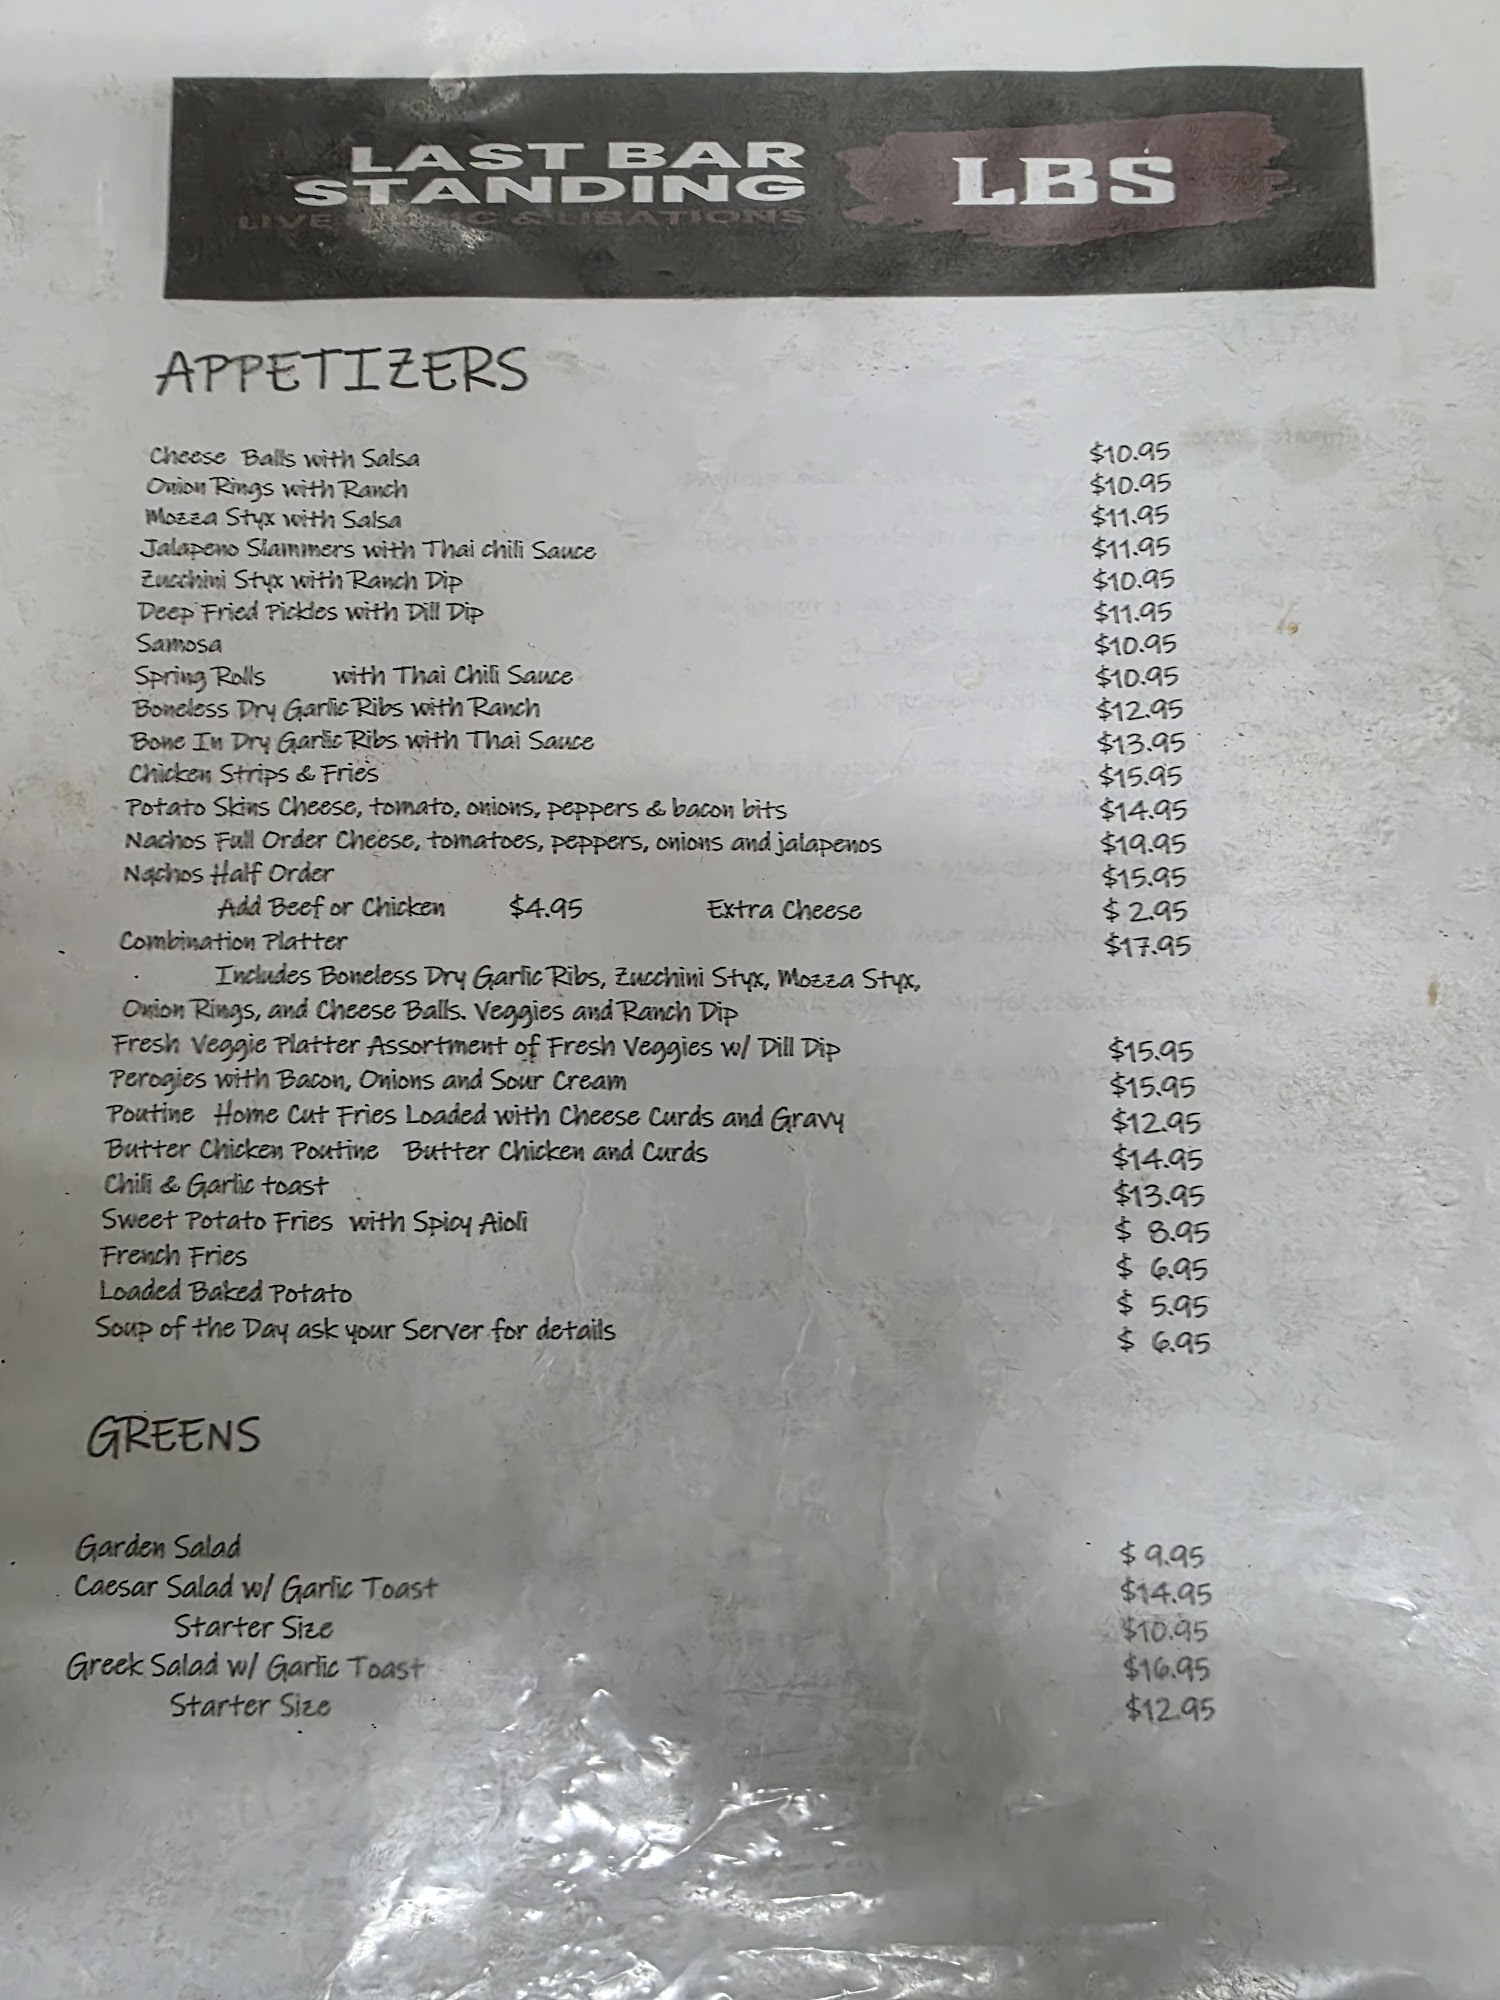 LAST BAR
STANDING
LIVE & LIBATIONS
LBS
APPETIZERS
Cheese Balls with Salsa $10.95
Onion Rings with Ranch $10.95
Mozza Styx with Salsa $11.95
Jalapeno Slammers with Thai chili Sauce $11.95
Zucchini Styx with Ranch Dip $10.95
Deep Fried Pickles with Dill Dip $11.95
Samosa $10.95
Spring Rolls with Thai Chili Sauce $10.95
Boneless Dry Garlic Ribs with Ranch $12.95
Bone In Dry Garlic Ribs with Thai Sauce $13.95
Chicken Strips & Fries $15.95
Potato Skins Cheese, tomato, onions, peppers & bacon bits $14.95
Nachos Full Order Cheese, tomatoes, peppers, onions and jalapenos $19.95
Nachos Half Order $15.95
Add Beef or Chicken $4.95 Extra Cheese $ 2.95
Combination Platter $17.95
Includes Boneless Dry Garlic Ribs, Zucchini Styx, Mozza Styx,
Onion Rings, and Cheese Balls. Veggies and Ranch Dip
Fresh Veggie Platter Assortment of Fresh Veggies w/ Dill Dip $15.95
Perogies with Bacon, Onions and Sour Cream $15.95
Poutine Home Cut Fries Loaded with Cheese Curds and Gravy $12.95
Butter Chicken Poutine Butter Chicken and Curds $14.95
Chili & Garlic toast $13.95
Sweet Potato Fries with Spicy Aioli $ 8.95
French Fries $ 6.95
Loaded Baked Potato $ 5.95
Soup of the Day ask your Server for details $ 6.95
GREENS
Garden Salad $ 9.95
Caesar Salad w/ Garlic Toast $14.95
Starter Size $10.95
Greek Salad w/ Garlic Toast $16.95
Starter Size $12.95